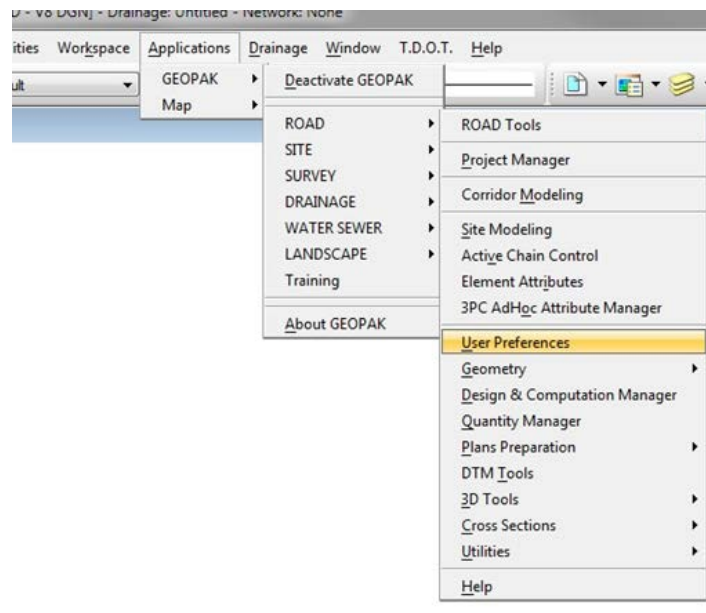 D - V8 DGN] - Drainage: Untitled - Network: None
ities Workspace Applications Drainage Window T.D.O.T. Help
ult GEOPAK Deactivate GEOPAK
Map
ROAD
SITE
SURVEY
DRAINAGE
WATER SEWER
LANDSCAPE
Training
About GEOPAK
ROAD Tools
Project Manager
Corridor Modeling
Site Modeling
Active Chain Control
Element Attributes
3PC AdHoc Attribute Manager
User Preferences
Geometry
Design & Computation Manager
Quantity Manager
Plans Preparation
DTM Tools
3D Tools
Cross Sections
Utilities
Help